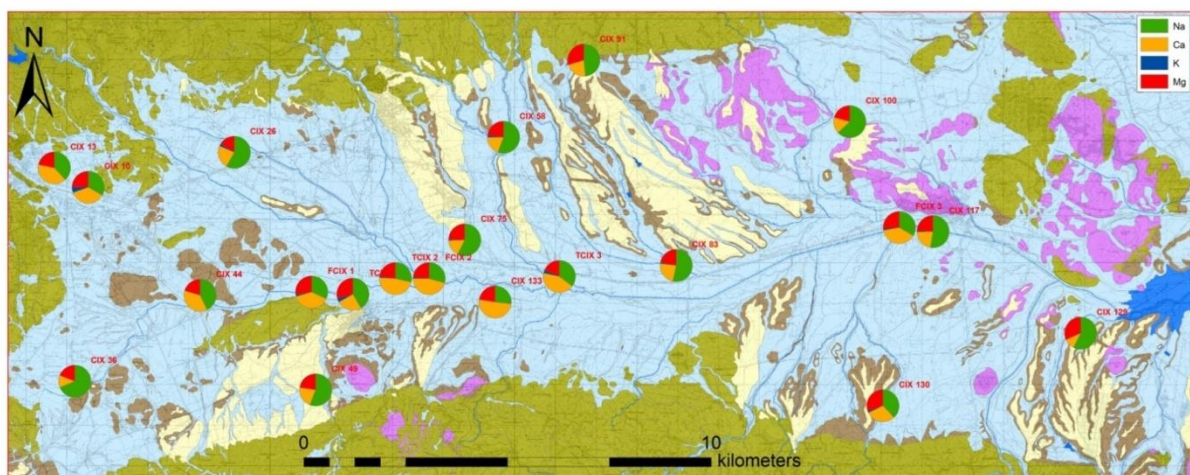 N
Na
Ca
K
Mg
CIX 91
CIX 100
CIX 58
CIX 26
CIX 13
CIX 10
CIX 75
FCIX 3
CIX 117
CIX 83
TCIX 3
TCIX 2
FCIX 2
CIX 133
FCIX 1
CIX 44
CIX 129
CIX 36
CIX 49
CIX 130
0
10
kilometers